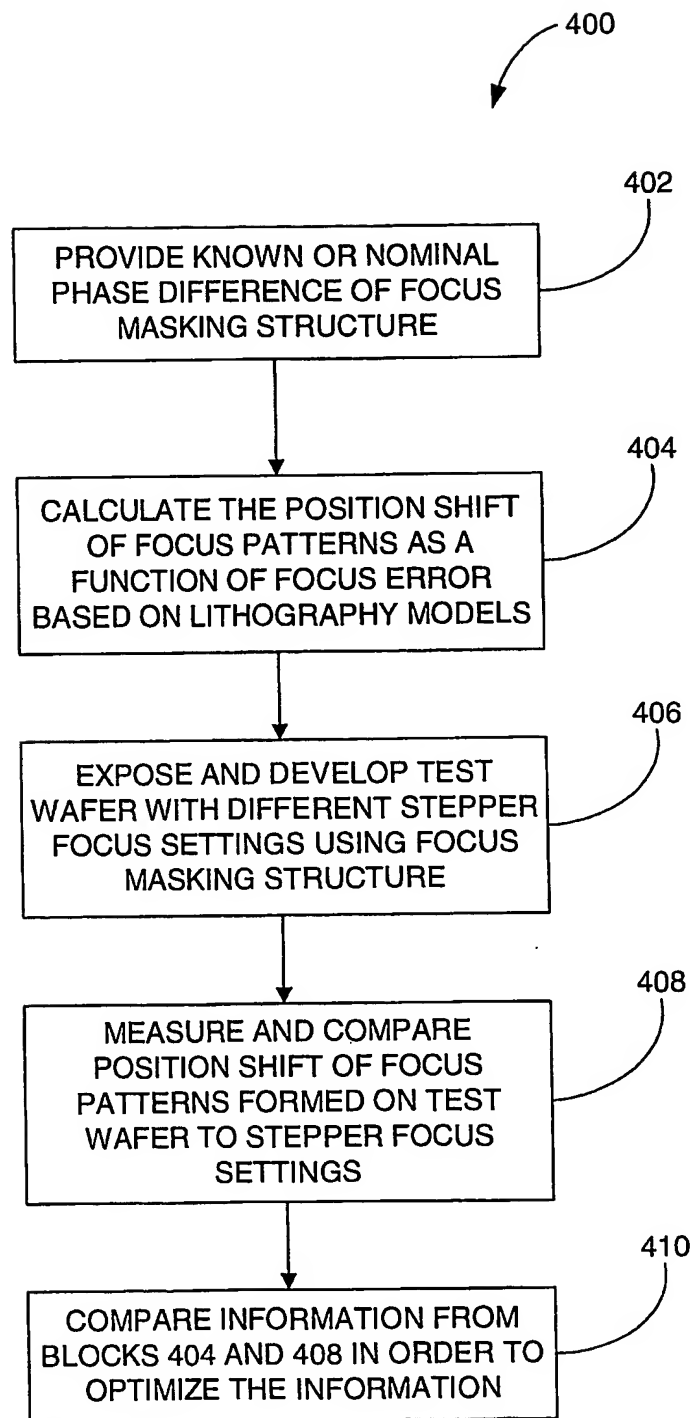 400
402
PROVIDE KNOWN OR NOMINAL
PHASE DIFFERENCE OF FOCUS
MASKING STRUCTURE
404
CALCULATE THE POSITION SHIFT
OF FOCUS PATTERNS AS A
FUNCTION OF FOCUS ERROR
BASED ON LITHOGRAPHY MODELS
406
EXPOSE AND DEVELOP TEST
WAFER WITH DIFFERENT STEPPER
FOCUS SETTINGS USING FOCUS
MASKING STRUCTURE
408
MEASURE AND COMPARE
POSITION SHIFT OF FOCUS
PATTERNS FORMED ON TEST
WAFER TO STEPPER FOCUS
SETTINGS
410
COMPARE INFORMATION FROM
BLOCKS 404 AND 408 IN ORDER TO
OPTIMIZE THE INFORMATION